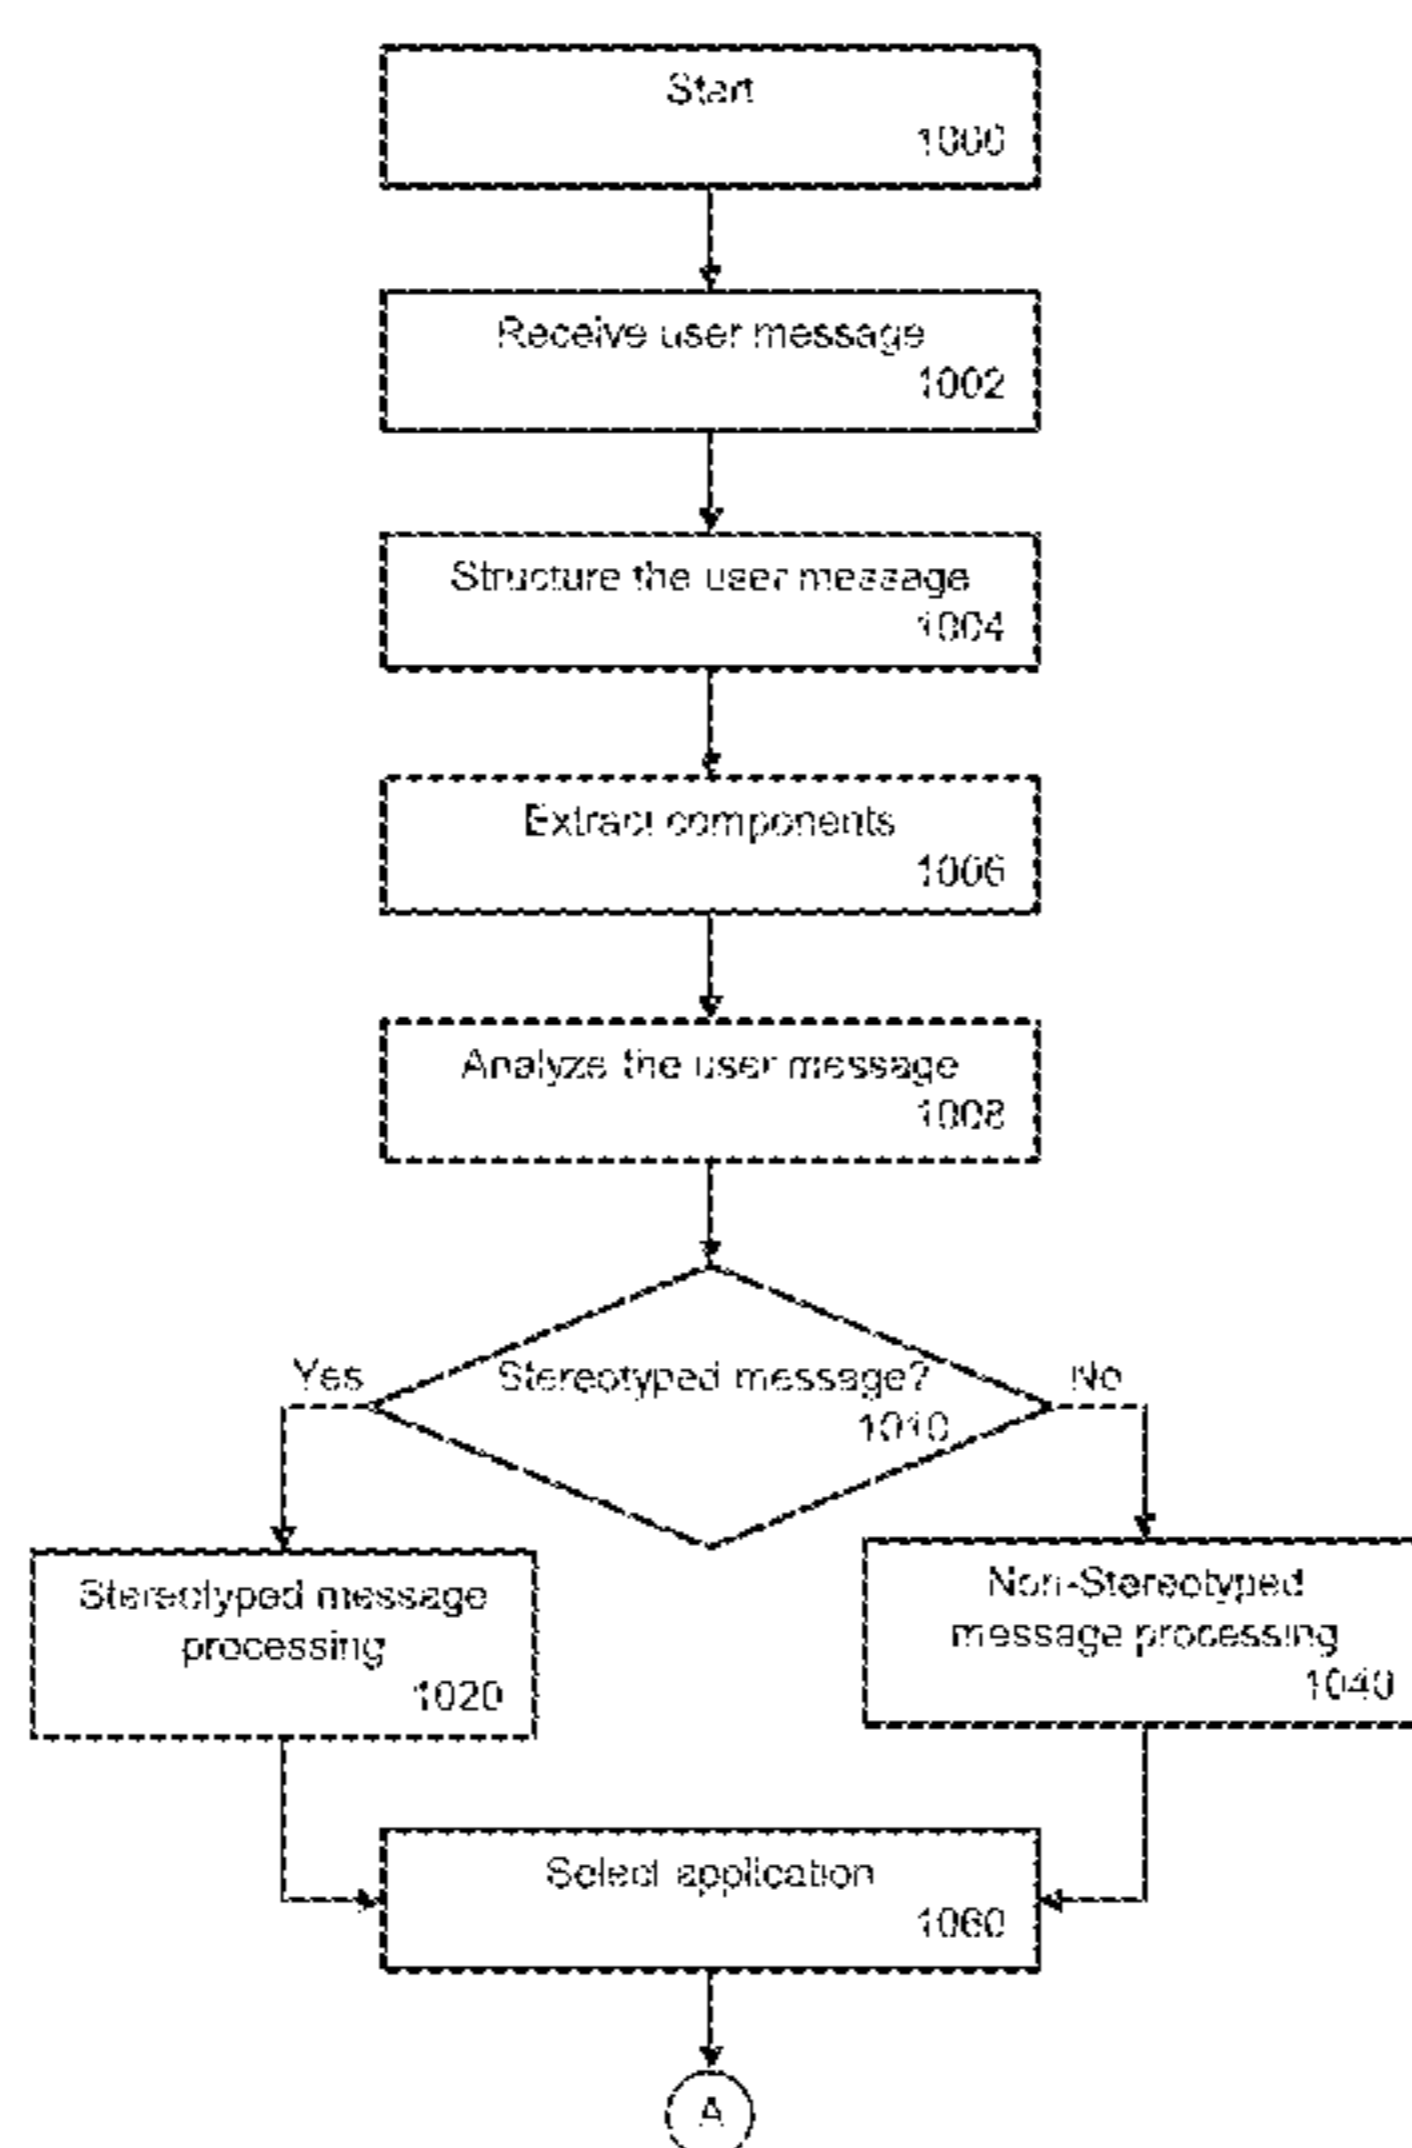 Start
1000
Receive user message
1002
Structure the user message
1004
Extract components
1006
Analyze the user message
1008
Yes
Stereotyped message?
No
1010
Stereotyped message
processing
1020
Non-Stereotyped
message processing
1040
Select application
1060
A